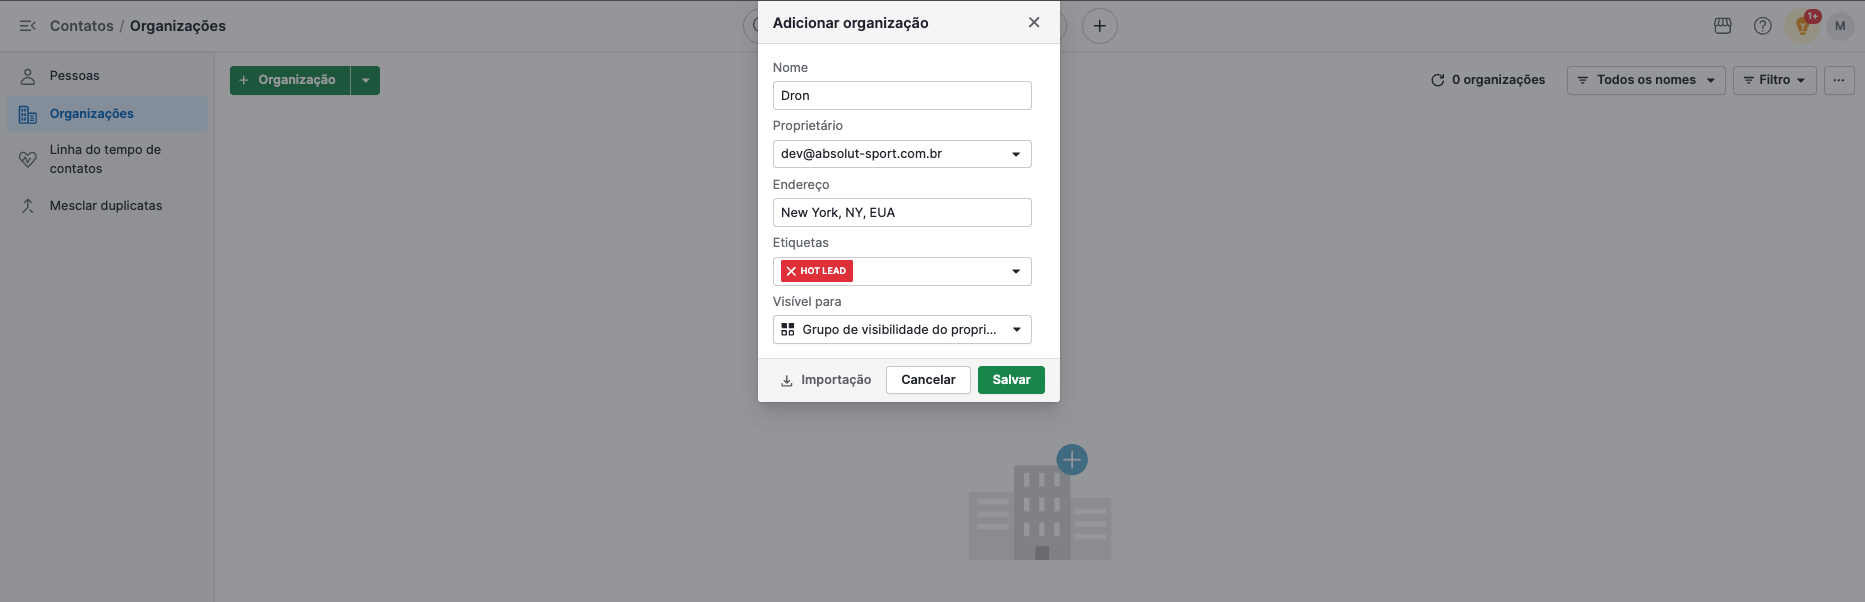 Contatos / Organizações
Adicionar organização
1+
M
Pessoas
Organizações
Linha do tempo de
contatos
Mesclar duplicatas
+ Organização
0 organizações
Todos os nomes
Filtro
...
Nome
Dron
Proprietário
dev@absolut-sport.com.br
Endereço
New York, NY, EUA
Etiquetas
HOT LEAD
Visível para
Grupo de visibilidade do propri...
Importação
Cancelar
Salvar